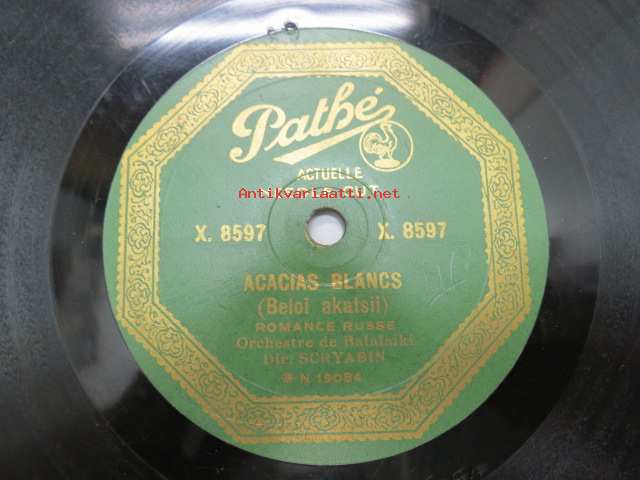 Pathé
ACTUELLE
Antikvariaatti.net
X. 8597 X. 8597
ACACIAS BLANCS
(Beloi akatsii)
ROMANCE RUSSE
Orchestre de Balalaiki
Dir: SCRYABIN
N 19084